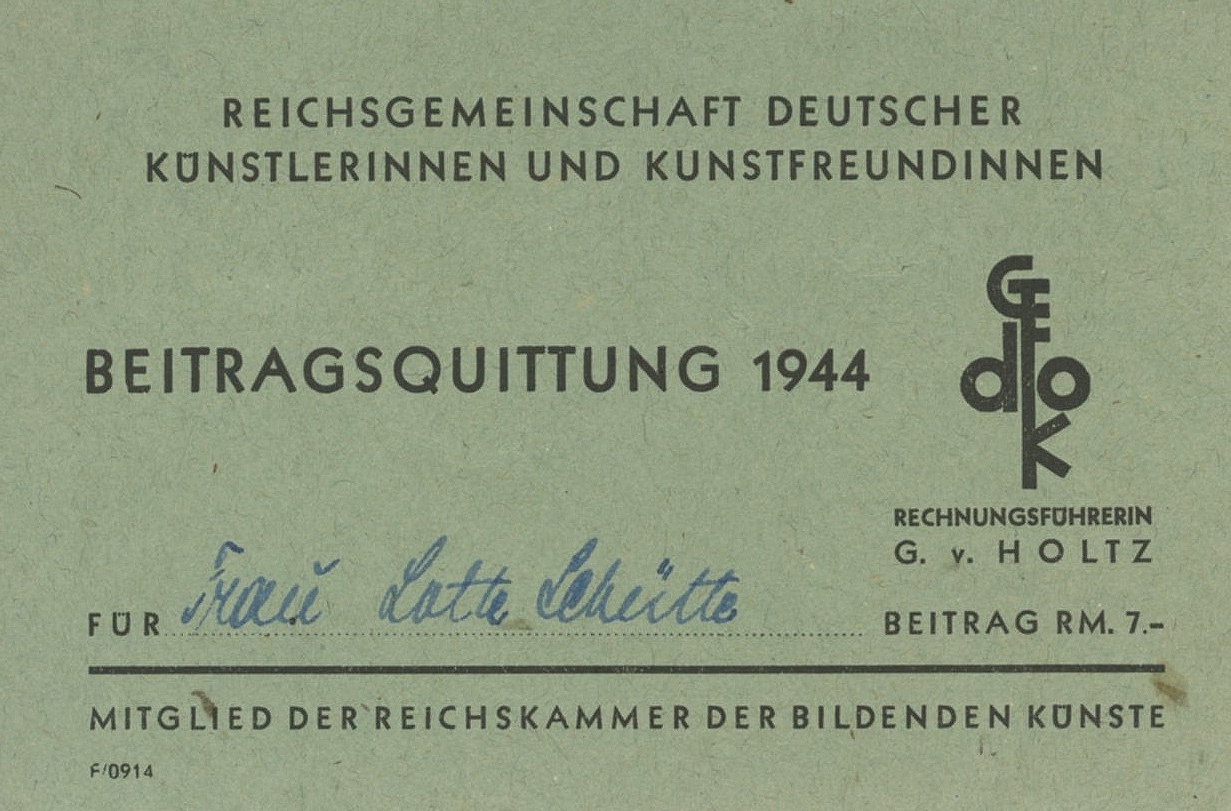 REICHSGEMEINSCHAFT DEUTSCHER
KÜNSTLERINNEN UND KUNSTFREUNDINNEN
GEdok
BEITRAGSQUITTUNG 1944
RECHNUNGSFÜHRERIN
G. v. HOLTZ
FÜR Frau Lotte Schütte BEITRAG RM. 7.-
MITGLIED DER REICHSKAMMER DER BILDENDEN KÜNSTE
F/0914